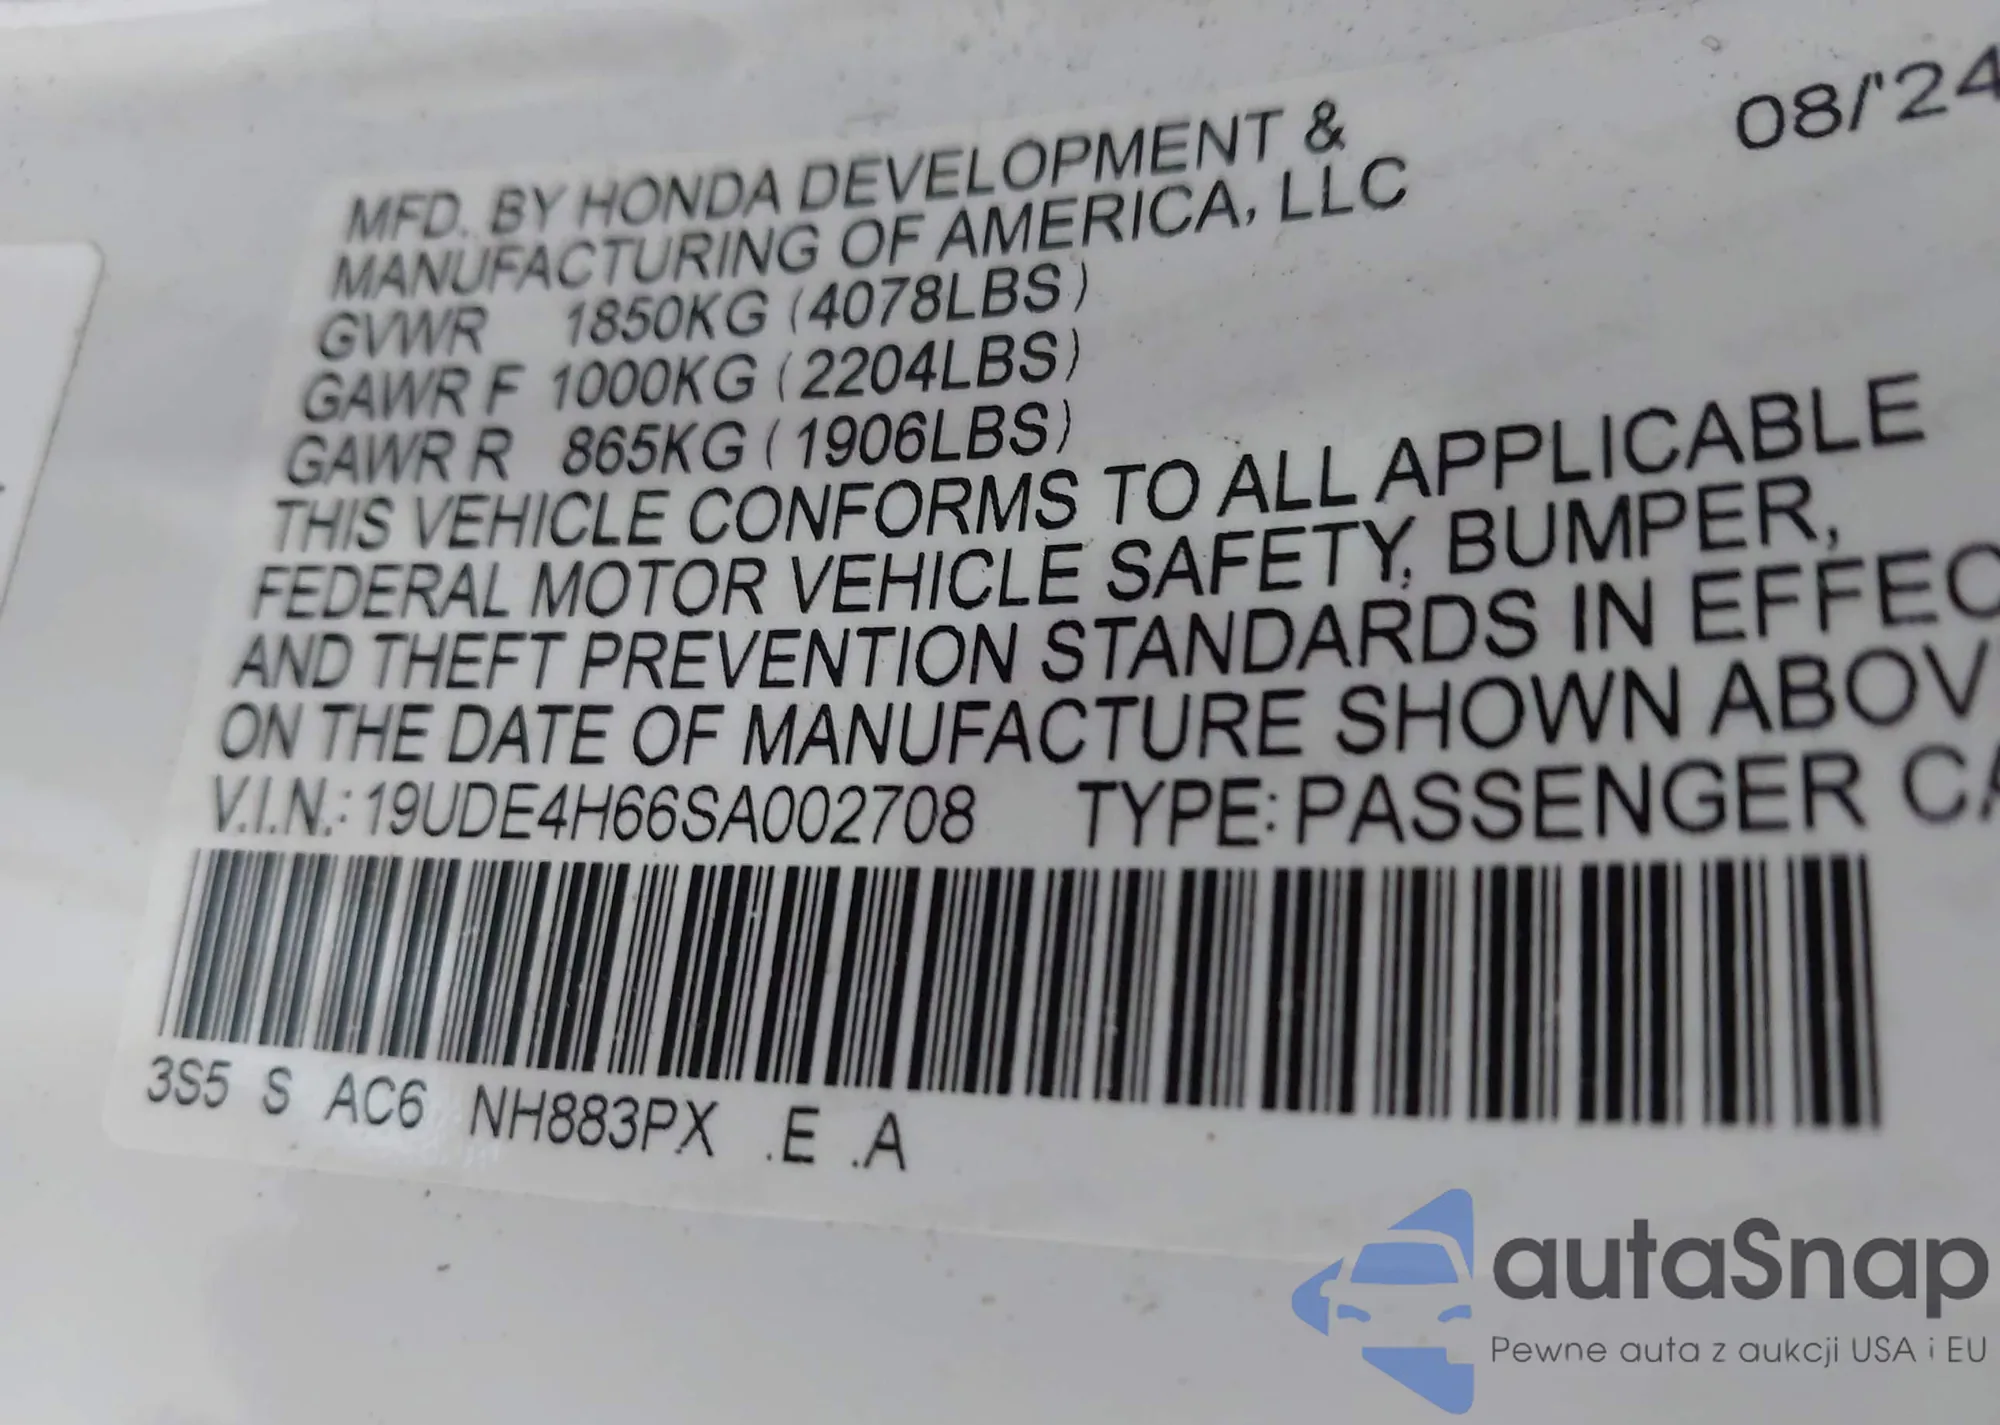 08/'24
MFD. BY HONDA DEVELOPMENT &
MANUFACTURING OF AMERICA, LLC
GVWR 1850KG (4078LBS)
GAWR F 1000KG (2204LBS)
GAWR R 865KG (1906LBS)
THIS VEHICLE CONFORMS TO ALL APPLICABLE
FEDERAL MOTOR VEHICLE SAFETY, BUMPER,
AND THEFT PREVENTION STANDARDS IN EFFEC
ON THE DATE OF MANUFACTURE SHOWN ABOV
V.I.N.: 19UDE4H66SA002708 TYPE: PASSENGER CA
3S5 S AC6 NH883PX .E .A
autaSnap
Pewne auta z aukcji USA i EU